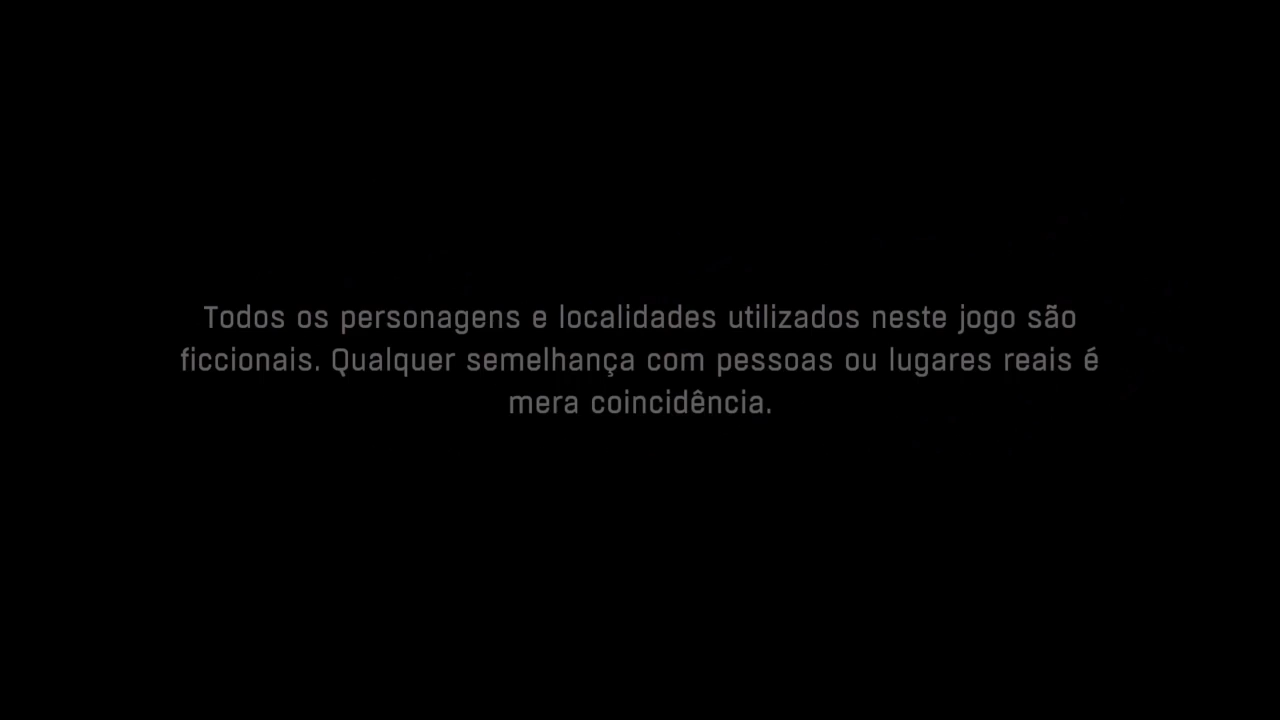 Todos os personagens e localidades utilizados neste jogo são
ficcionais. Qualquer semelhança com pessoas ou lugares reais é
mera coincidência.